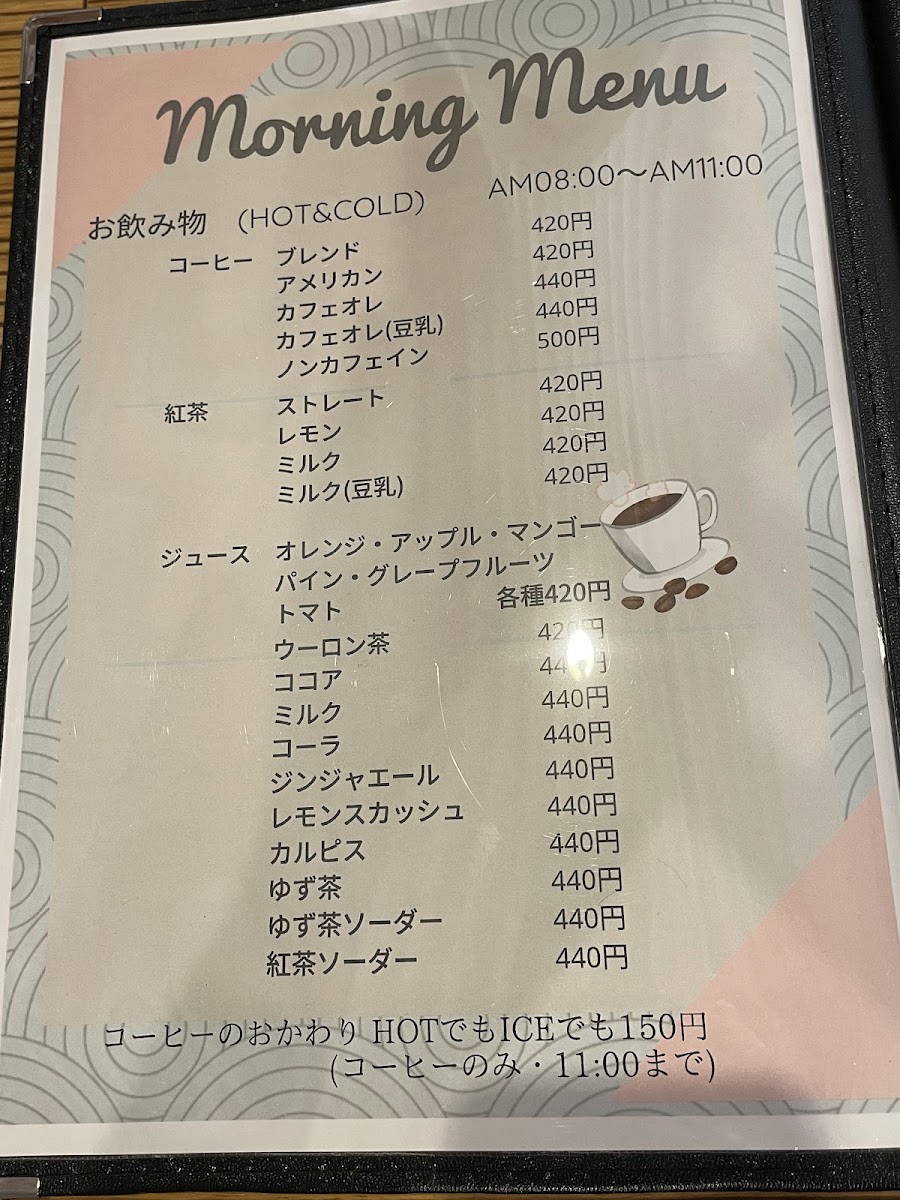 Morning Menu
AM08:00～AM11:00
お飲み物 (HOT&COLD)
コーヒー ブレンド 420円
アメリカン 420円
カフェオレ 440円
カフェオレ(豆乳) 440円
ノンカフェイン 500円
紅茶 ストレート 420円
レモン 420円
ミルク 420円
ミルク(豆乳) 420円
ジュース オレンジ・アップル・マンゴー
パイン・グレープフルーツ
トマト 各種420円
ウーロン茶 420円
ココア 440円
ミルク 440円
コーラ 440円
ジンジャエール 440円
レモンスカッシュ 440円
カルピス 440円
ゆず茶 440円
ゆず茶ソーダー 440円
紅茶ソーダー 440円
コーヒーのおかわり HOTでもICEでも150円
(コーヒーのみ・11:00まで)